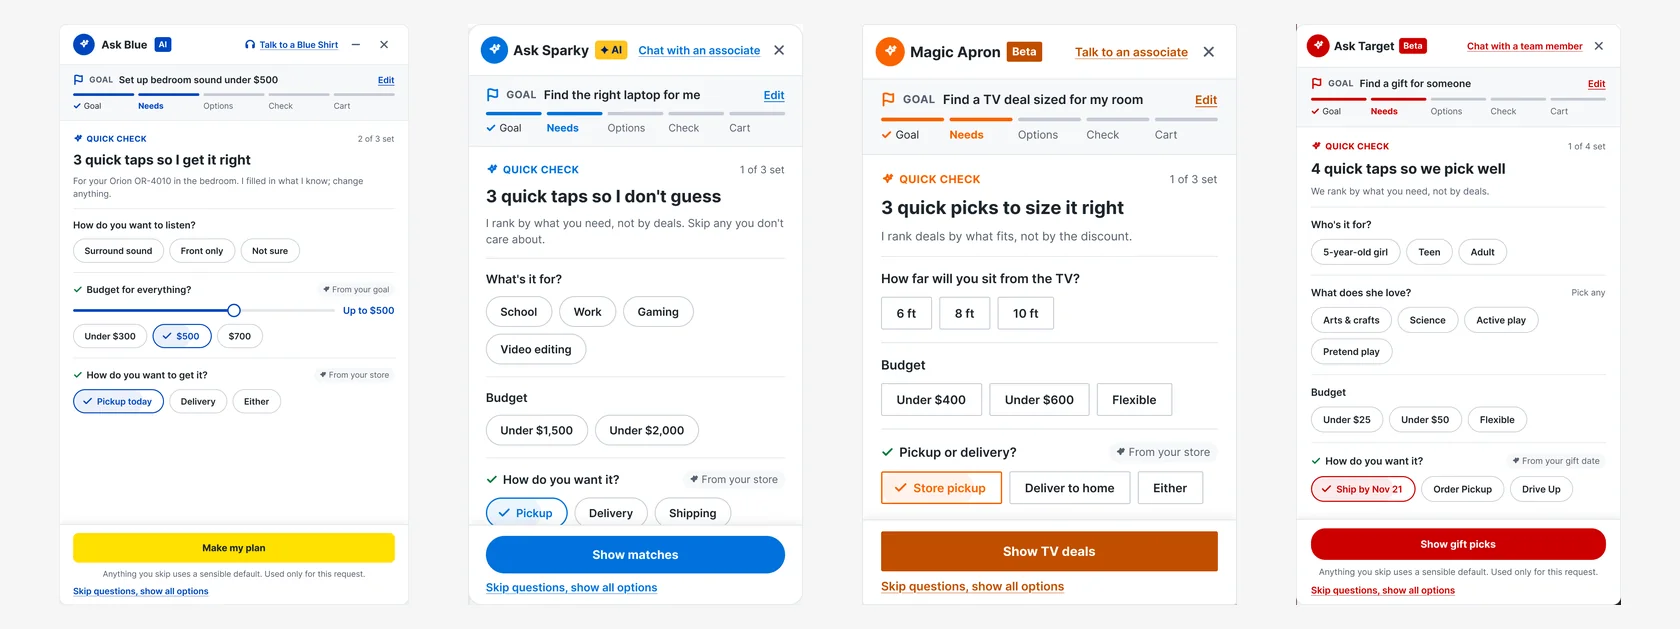 Ask Blue AI Talk to a Blue Shirt
GOAL Set up bedroom sound under $500 Edit
Goal Needs Options Check Cart
QUICK CHECK 2 of 3 set
3 quick taps so I get it right
For your Orion OR-4010 in the bedroom. I filled in what I know; change
anything.
How do you want to listen?
Surround sound Front only Not sure
Budget for everything? From your goal
Up to $500
Under $300 $500 $700
How do you want to get it? From your store
Pickup today Delivery Either
Make my plan
Anything you skip uses a sensible default. Used only for this request.
Skip questions, show all options
Ask Sparky AI Chat with an associate
GOAL Find the right laptop for me Edit
Goal Needs Options Check Cart
QUICK CHECK 1 of 3 set
3 quick taps so I don't guess
I rank by what you need, not by deals. Skip any you don't
care about.
What's it for?
School Work Gaming
Video editing
Budget
Under $1,500 Under $2,000
How do you want it? From your store
Pickup Delivery Shipping
Show matches
Skip questions, show all options
Magic Apron Beta Talk to an associate
GOAL Find a TV deal sized for my room Edit
Goal Needs Options Check Cart
QUICK CHECK 1 of 3 set
3 quick picks to size it right
I rank deals by what fits, not by the discount.
How far will you sit from the TV?
6 ft 8 ft 10 ft
Budget
Under $400 Under $600 Flexible
Pickup or delivery? From your store
Store pickup Deliver to home Either
Show TV deals
Skip questions, show all options
Ask Target Beta Chat with a team member
GOAL Find a gift for someone Edit
Goal Needs Options Check Cart
QUICK CHECK 1 of 4 set
4 quick taps so we pick well
We rank by what you need, not by deals.
Who's it for?
5-year-old girl Teen Adult
What does she love? Pick any
Arts & crafts Science Active play
Pretend play
Budget
Under $25 Under $50 Flexible
How do you want it? From your gift date
Ship by Nov 21 Order Pickup Drive Up
Show gift picks
Anything you skip uses a sensible default. Used only for this request.
Skip questions, show all options